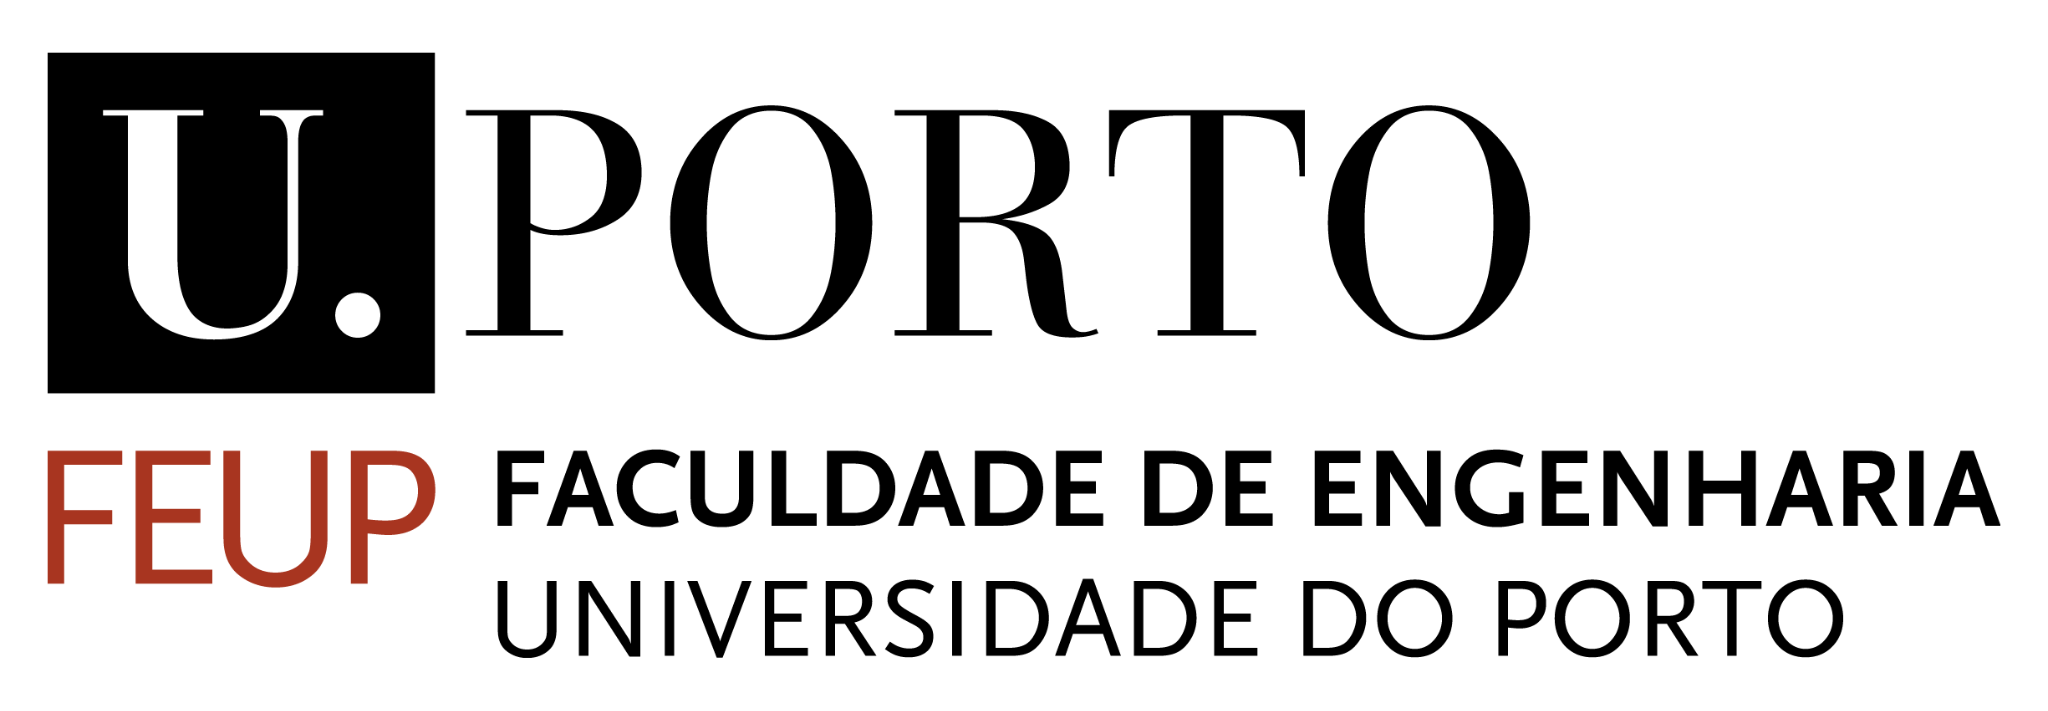 U. PORTO
FEUP FACULDADE DE ENGENHARIA
UNIVERSIDADE DO PORTO